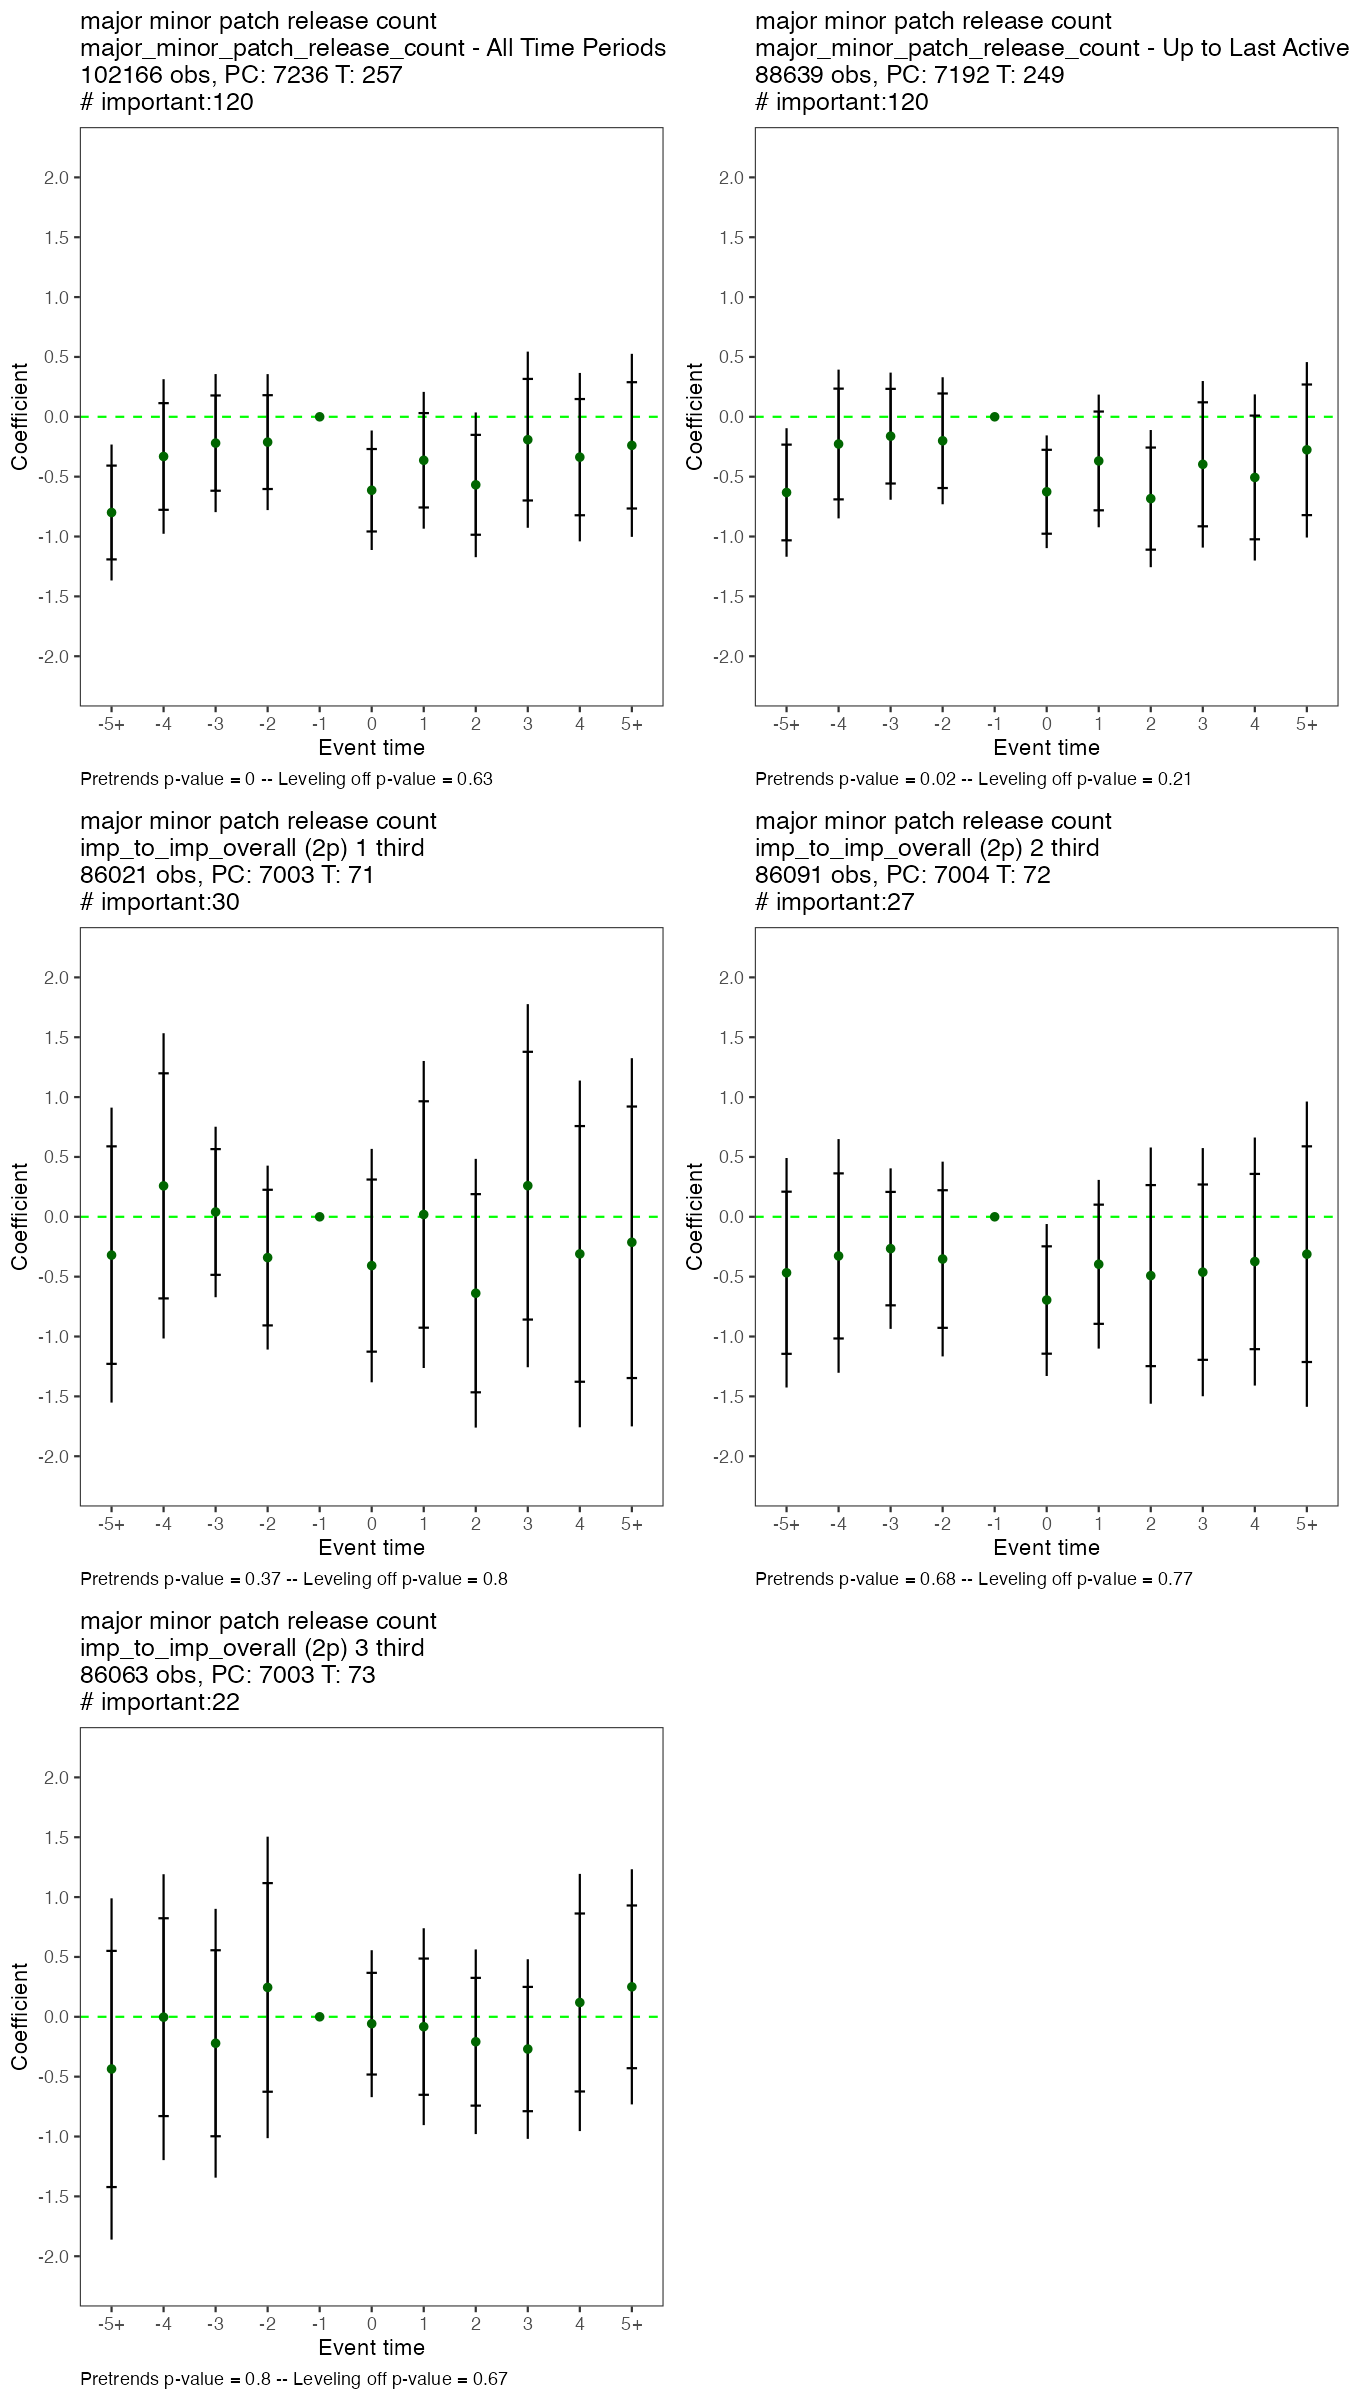 major minor patch release count
major_minor_patch_release_count - All Time Periods
102166 obs, PC: 7236 T: 257
# important:120
Coefficient
2.0
1.5
1.0
0.5
0.0
-0.5
-1.0
-1.5
-2.0
-5+ -4 -3 -2 -1 0 1 2 3 4 5+
Event time
Pretrends p-value = 0 -- Leveling off p-value = 0.63
major minor patch release count
major_minor_patch_release_count - Up to Last Active
88639 obs, PC: 7192 T: 249
# important:120
Coefficient
2.0
1.5
1.0
0.5
0.0
-0.5
-1.0
-1.5
-2.0
-5+ -4 -3 -2 -1 0 1 2 3 4 5+
Event time
Pretrends p-value = 0.02 -- Leveling off p-value = 0.21
major minor patch release count
imp_to_imp_overall (2p) 1 third
86021 obs, PC: 7003 T: 71
# important:30
Coefficient
2.0
1.5
1.0
0.5
0.0
-0.5
-1.0
-1.5
-2.0
-5+ -4 -3 -2 -1 0 1 2 3 4 5+
Event time
Pretrends p-value = 0.37 -- Leveling off p-value = 0.8
major minor patch release count
imp_to_imp_overall (2p) 2 third
86091 obs, PC: 7004 T: 72
# important:27
Coefficient
2.0
1.5
1.0
0.5
0.0
-0.5
-1.0
-1.5
-2.0
-5+ -4 -3 -2 -1 0 1 2 3 4 5+
Event time
Pretrends p-value = 0.68 -- Leveling off p-value = 0.77
major minor patch release count
imp_to_imp_overall (2p) 3 third
86063 obs, PC: 7003 T: 73
# important:22
Coefficient
2.0
1.5
1.0
0.5
0.0
-0.5
-1.0
-1.5
-2.0
-5+ -4 -3 -2 -1 0 1 2 3 4 5+
Event time
Pretrends p-value = 0.8 -- Leveling off p-value = 0.67